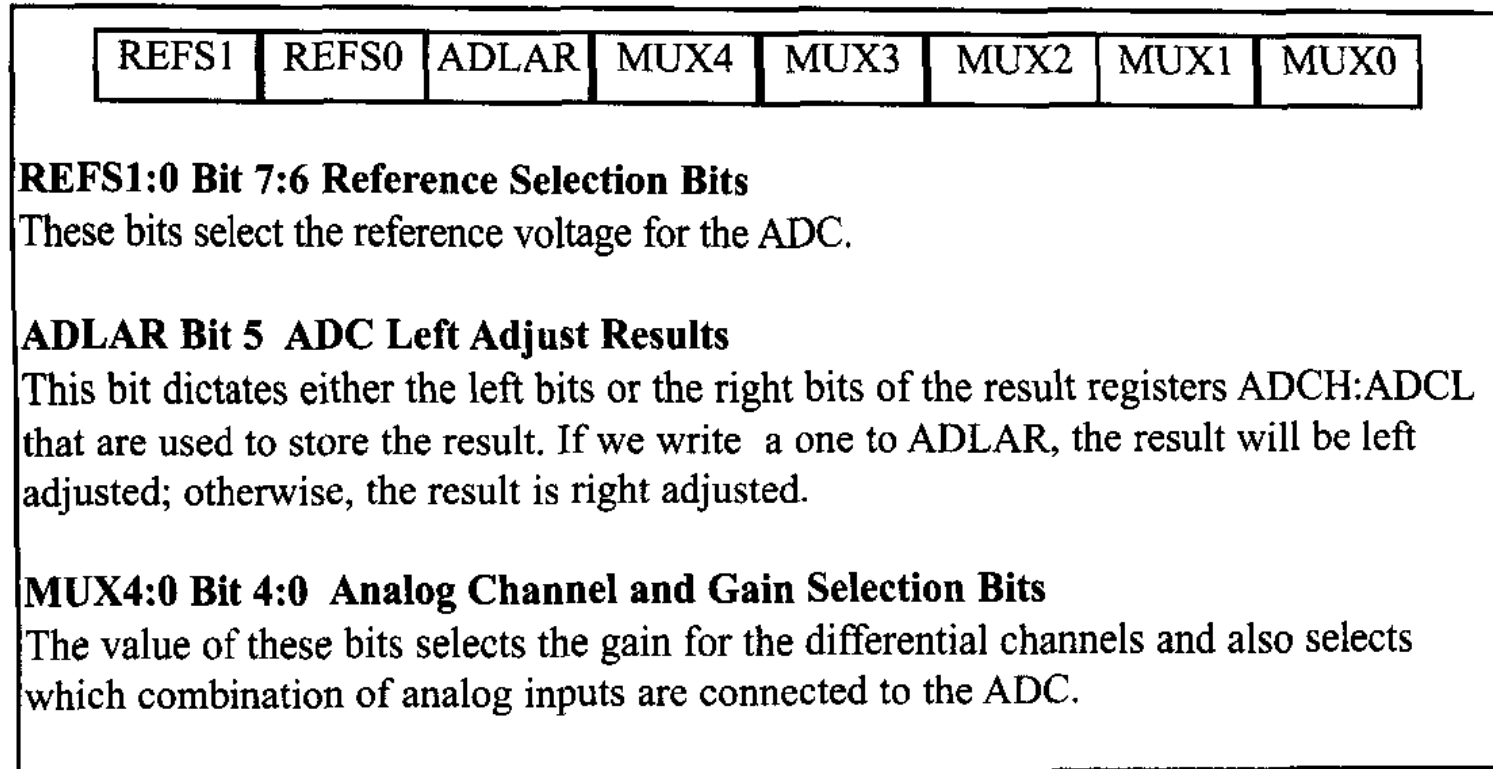 REFS1 REFS0 ADLAR MUX4 MUX3 MUX2 MUX1 MUX0
REFS1:0 Bit 7:6 Reference Selection Bits
These bits select the reference voltage for the ADC.
ADLAR Bit 5 ADC Left Adjust Results
This bit dictates either the left bits or the right bits of the result registers ADCH:ADCL
that are used to store the result. If we write a one to ADLAR, the result will be left
adjusted; otherwise, the result is right adjusted.
MUX4:0 Bit 4:0 Analog Channel and Gain Selection Bits
The value of these bits selects the gain for the differential channels and also selects
which combination of analog inputs are connected to the ADC.